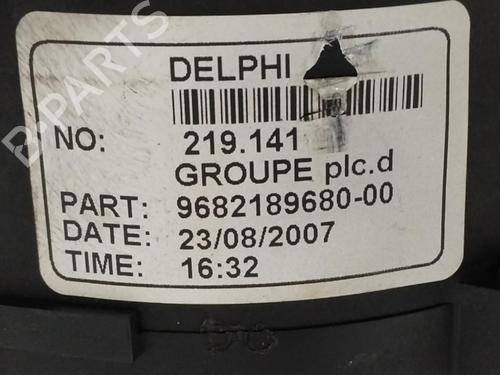 DELPHI
NO: 219.141
GROUPE plc.d
PART: 9682189680-00
DATE: 23/08/2007
TIME: 16:32
B-PARTS